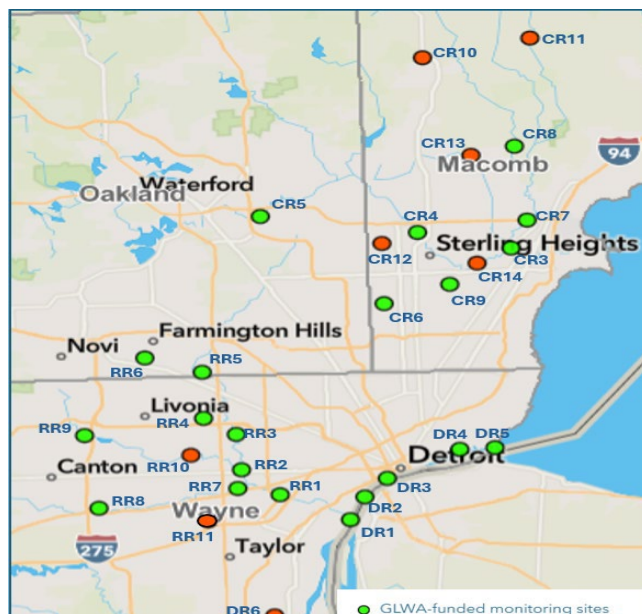 CR11
CR10
CR8
CR13
Macomb
94
Waterford
Oakland
CR5
CR4
CR7
Sterling Heights
CR12
CR3
CR14
CR9
CR6
Farmington Hills
Novi
RR6
RR5
Livonia
RR4
RR9
RR3
DR4
DR5
Detroit
RR10
Canton
RR2
RR7
RR1
DR3
RR8
Wayne
DR2
RR11
DR1
275
Taylor
DR6
GLWA-funded monitoring sites